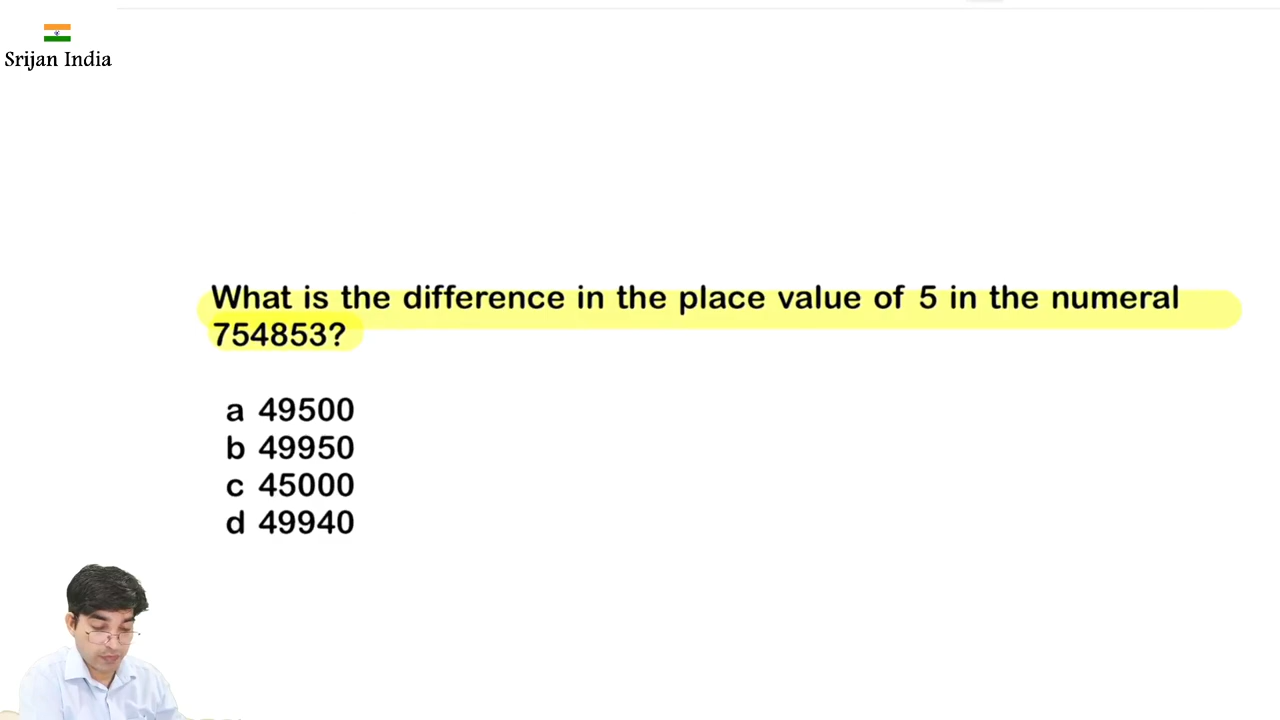 Srijan India
What is the difference in the place value of 5 in the numeral
754853?
a 49500
b 49950
c 45000
d 49940